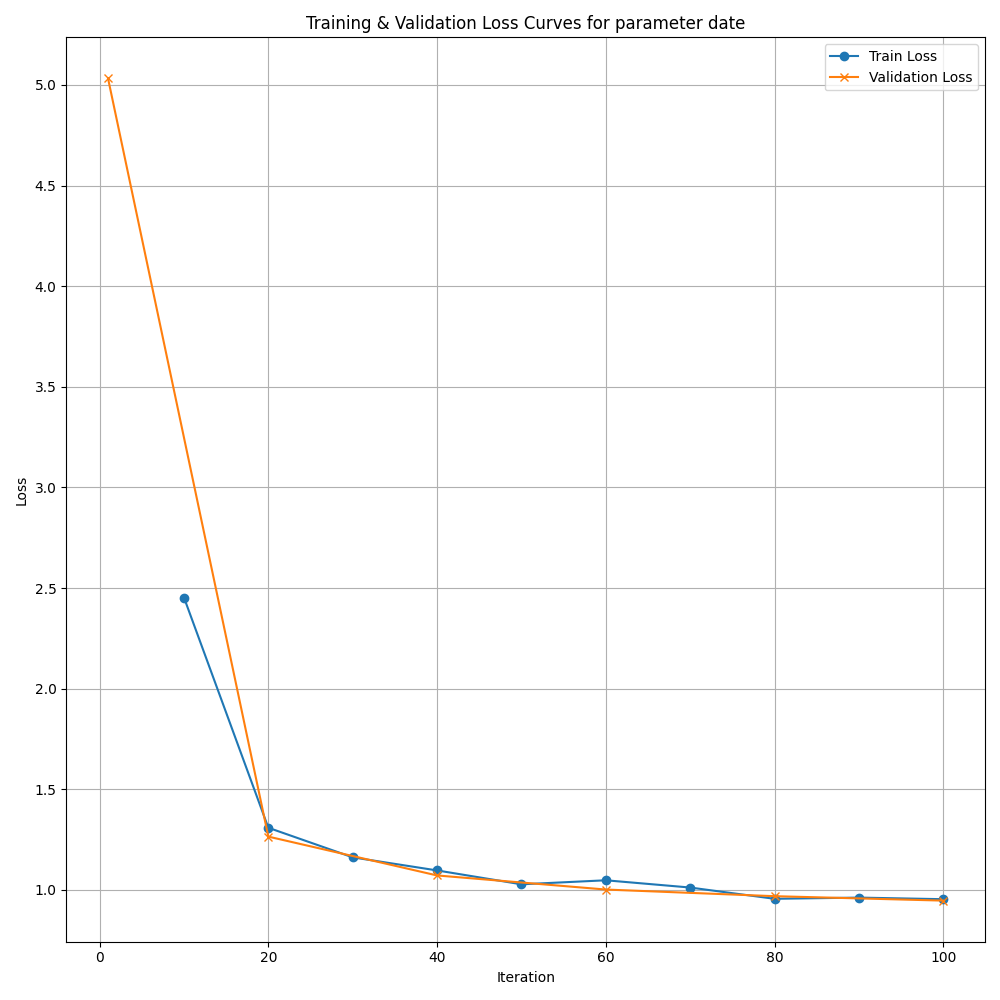 Training & Validation Loss Curves for parameter date
Train Loss
Validation Loss
5.0
4.5
4.0
3.5
3.0
2.5
2.0
1.5
1.0
Loss
0 20 40 60 80 100
Iteration